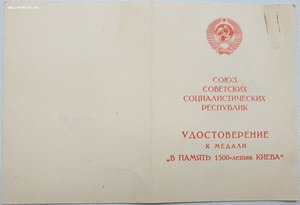 СОЮЗ
СОВЕТСКИХ
СОЦИАЛИСТИЧЕСКИХ
РЕСПУБЛИК
УДОСТОВЕРЕНИЕ
К МЕДАЛИ
„В ПАМЯТЬ 1500-летия КИЕВА"